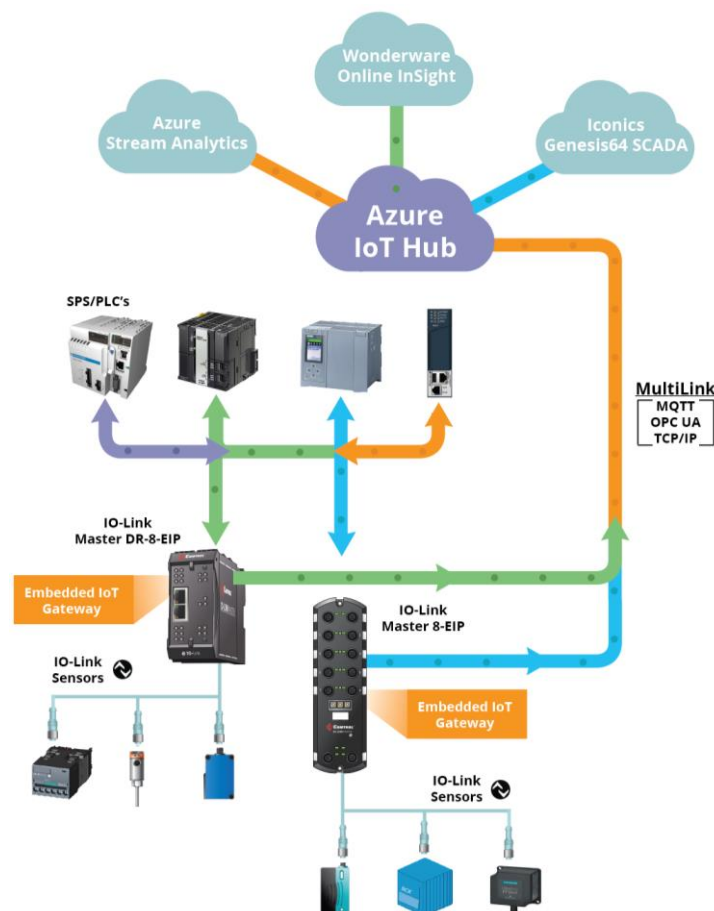 Wonderware
Online InSight
Azure
Stream Analytics
Iconics
Genesis64 SCADA
Azure
IoT Hub
SPS/PLC's
MultiLink
MQTT
OPC UA
TCP/IP
IO-Link
Master DR-8-EIP
Embedded IoT
Gateway
IO-Link
Master 8-EIP
IO-Link
Sensors
Embedded IoT
Gateway
IO-Link
Sensors